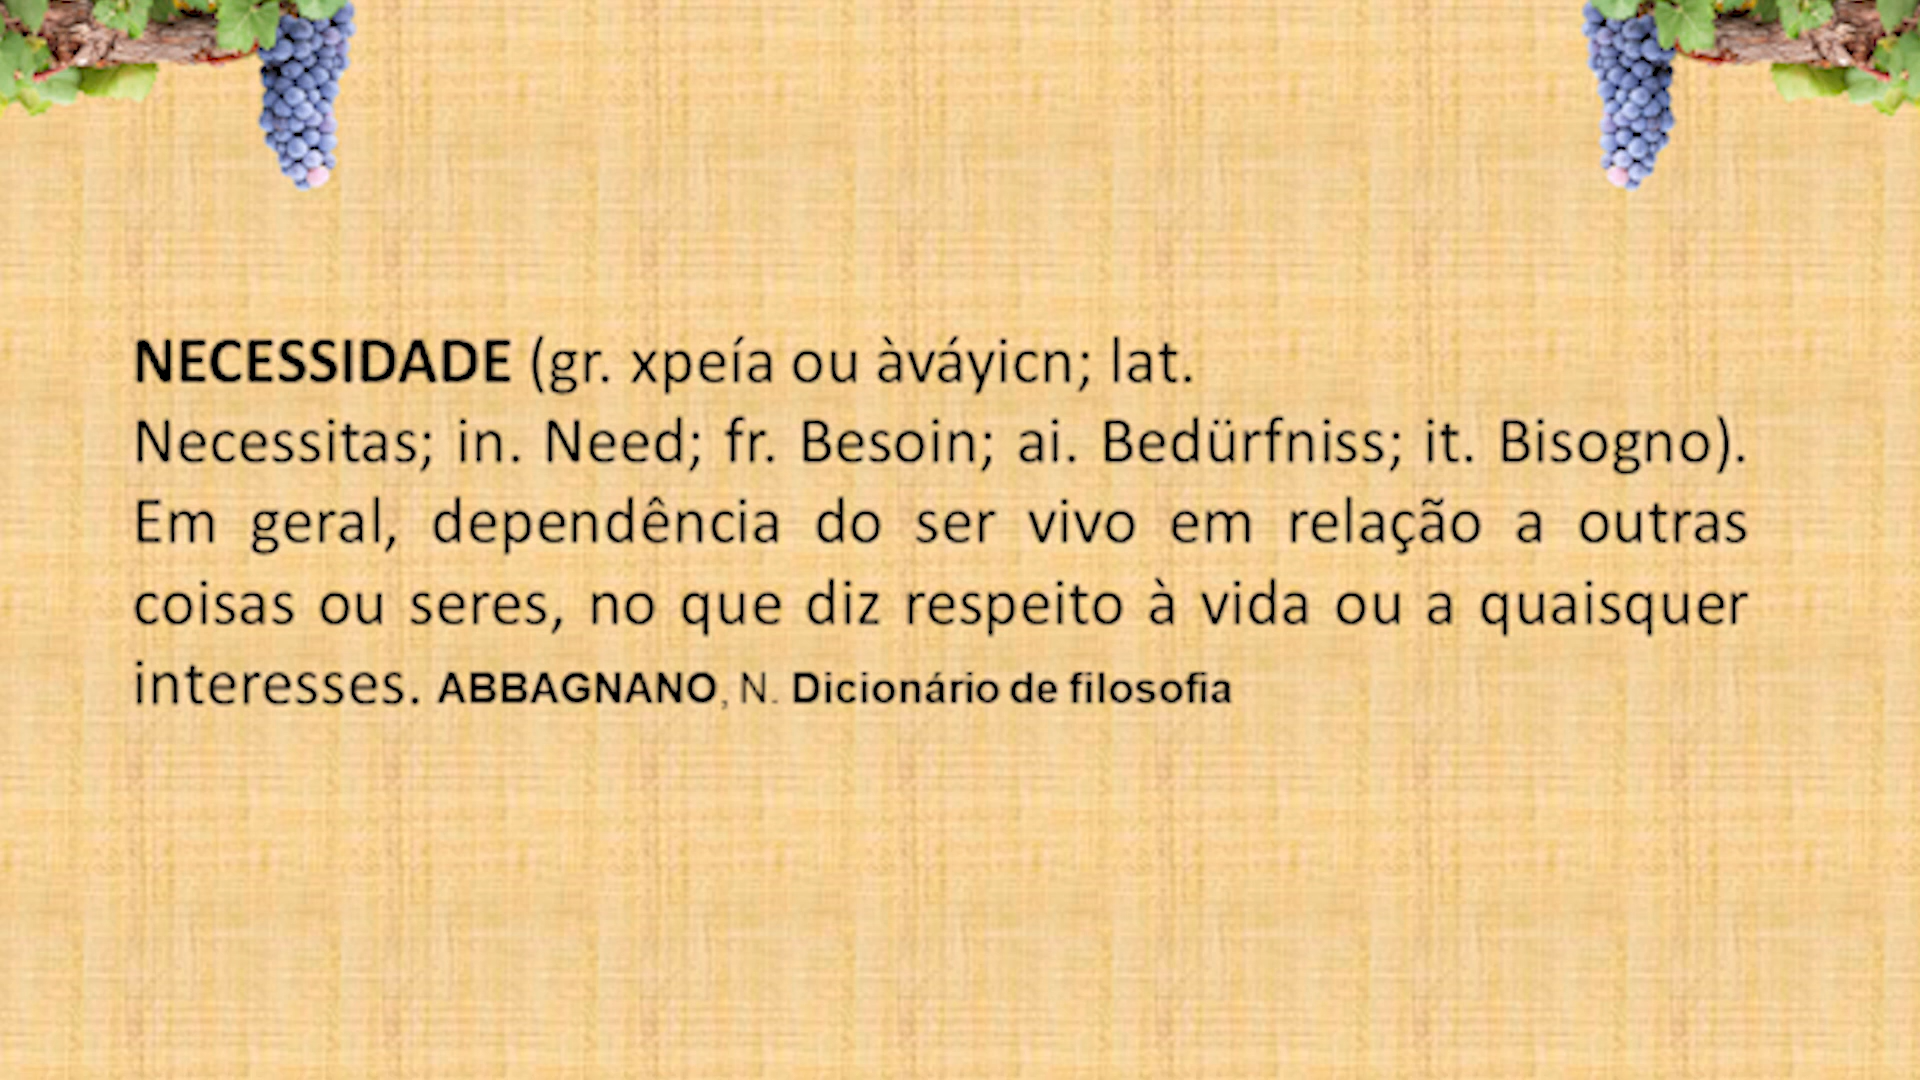 NECESSIDADE (gr. xpeía ou àváyicn; lat.
Necessitas; in. Need; fr. Besoin; ai. Bedürfniss; it. Bisogno).
Em geral, dependência do ser vivo em relação a outras
coisas ou seres, no que diz respeito à vida ou a quaisquer
interesses. ABBAGNANO, N. Dicionário de filosofia